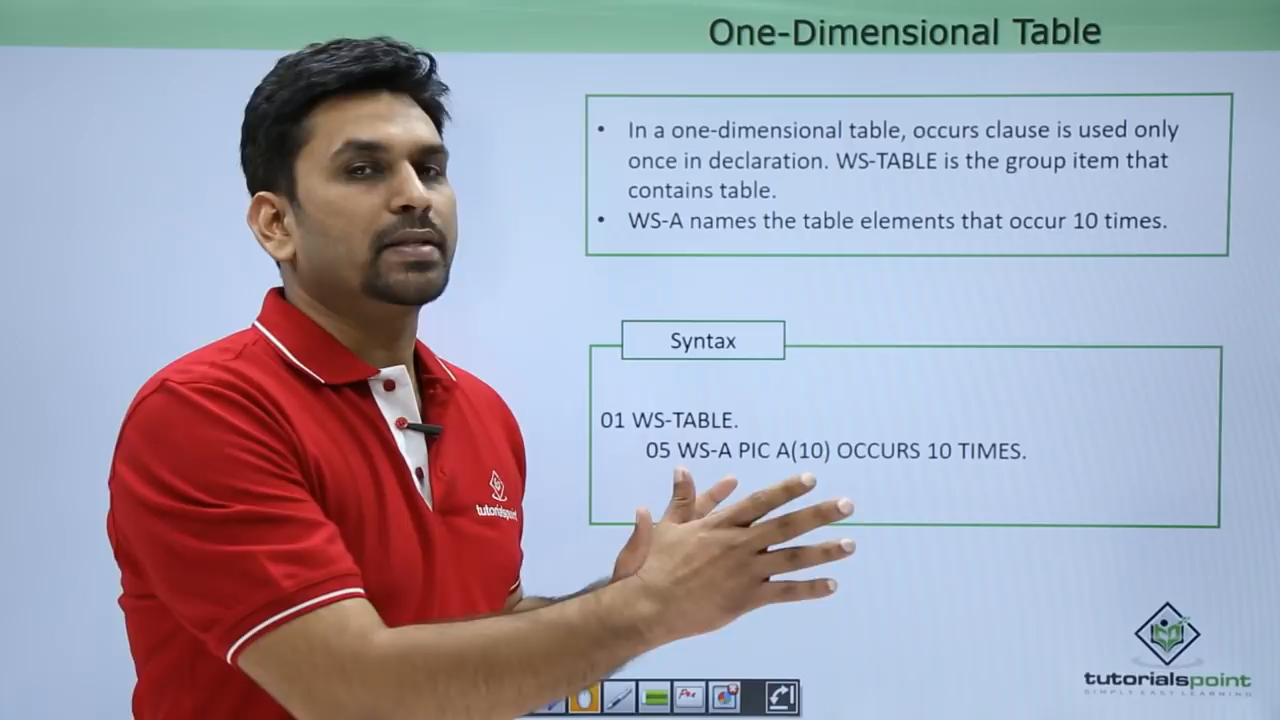 One-Dimensional Table
• In a one-dimensional table, occurs clause is used only
once in declaration. WS-TABLE is the group item that
contains table.
• WS-A names the table elements that occur 10 times.
Syntax
01 WS-TABLE.
05 WS-A PIC A(10) OCCURS 10 TIMES.
tutorialspoint
Pen
tutorialspoint
SIMPLY EASY LEARNING